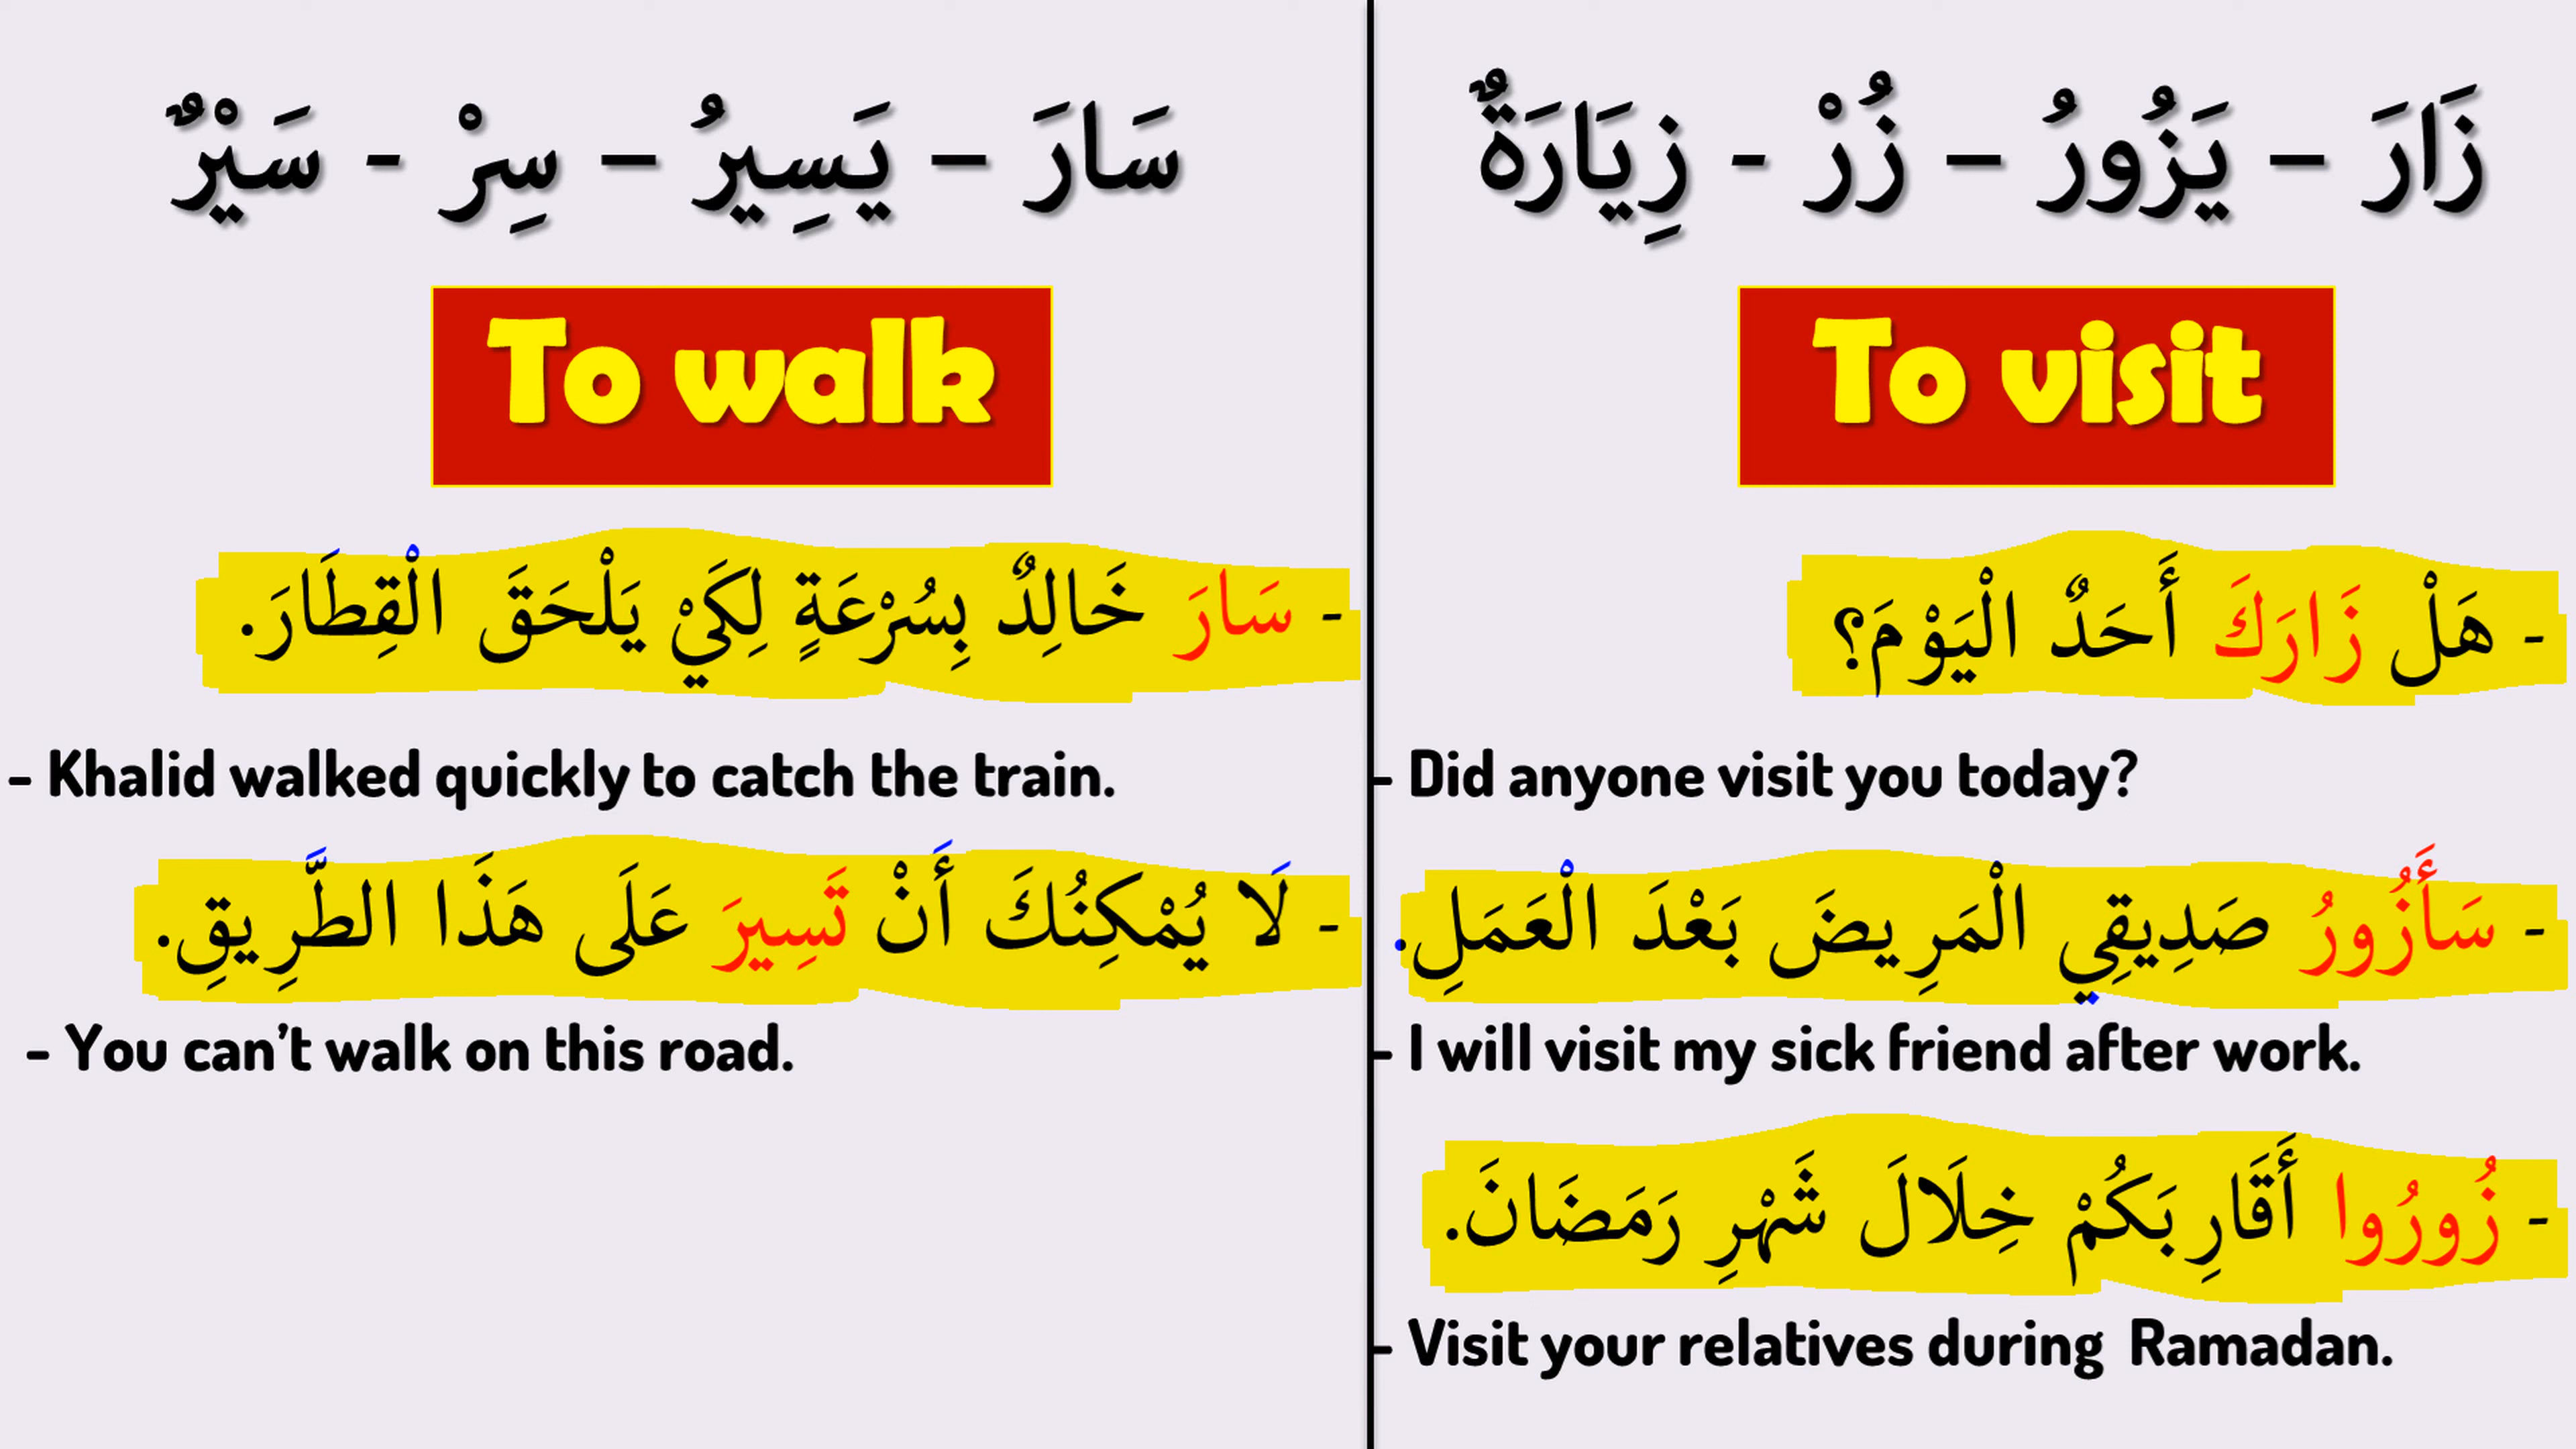 زَارَ – يَزُورُ – زُرْ - زِيَارَةٌ
To visit
- هَلْ زَارَكَ أَحَدٌ الْيَوْمَ؟
- Did anyone visit you today?
- سَأَزُورُ صَدِيقِي الْمَرِيضَ بَعْدَ الْعَمَلِ.
- I will visit my sick friend after work.
- زُورُوا أَقَارِبَكُمْ خِلَالَ شَهْرِ رَمَضَانَ.
- Visit your relatives during Ramadan.
سَارَ – يَسِيرُ – سِرْ - سَيْرٌ
To walk
- سَارَ خَالِدٌ بِسُرْعَةٍ لِكَيْ يَلْحَقَ الْقِطَارَ.
- Khalid walked quickly to catch the train.
- لَا يُمْكِنُكَ أَنْ تَسِيرَ عَلَى هَذَا الطَّرِيقِ.
- You can’t walk on this road.